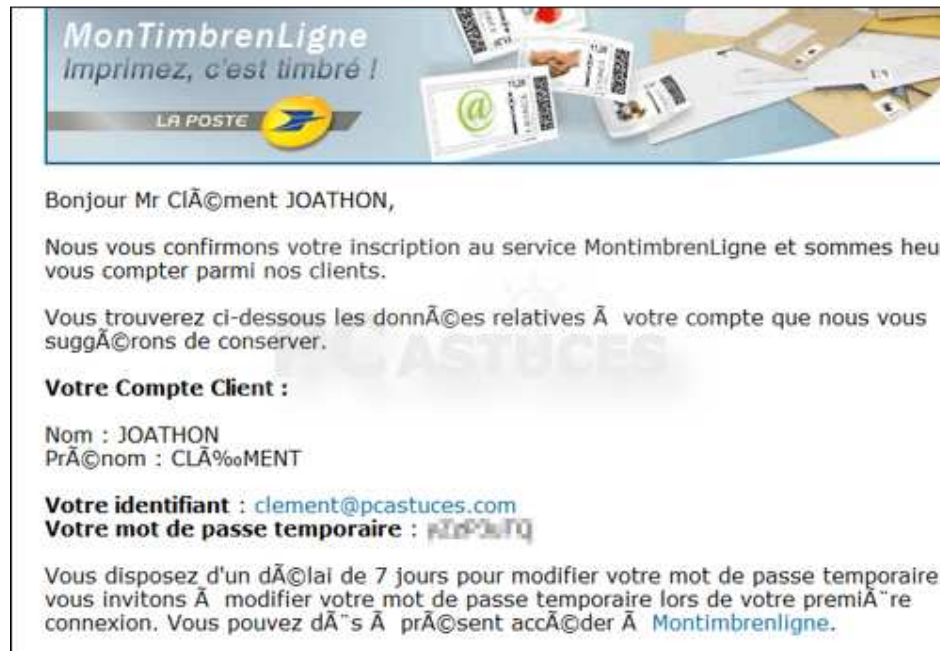 MonTimbrenLigne
Imprimez, c'est timbré !
LA POSTE
Bonjour Mr ClÃ©ment JOATHON,
Nous vous confirmons votre inscription au service MontimbrenLigne et sommes heu
vous compter parmi nos clients.
Vous trouverez ci-dessous les donnÃ©es relatives Ã  votre compte que nous vous
suggÃ©rons de conserver.
PC ASTUCES
Votre Compte Client :
Nom : JOATHON
PrÃ©nom : CLÃ‰MENT
Votre identifiant : clement@pcastuces.com
Votre mot de passe temporaire :
Vous disposez d'un dÃ©lai de 7 jours pour modifier votre mot de passe temporaire
vous invitons Ã  modifier votre mot de passe temporaire lors de votre premiÃ¨re
connexion. Vous pouvez dÃ¨s Ã  prÃ©sent accÃ©der Ã  Montimbrenligne.